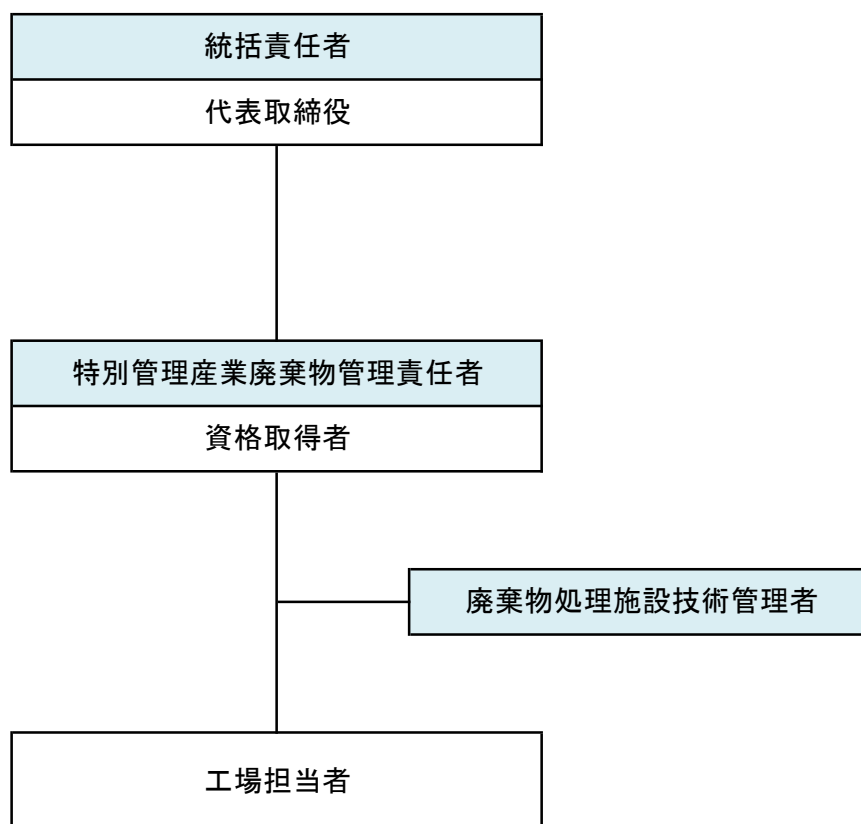 統括責任者
代表取締役
特別管理産業廃棄物管理責任者
資格取得者
廃棄物処理施設技術管理者
工場担当者